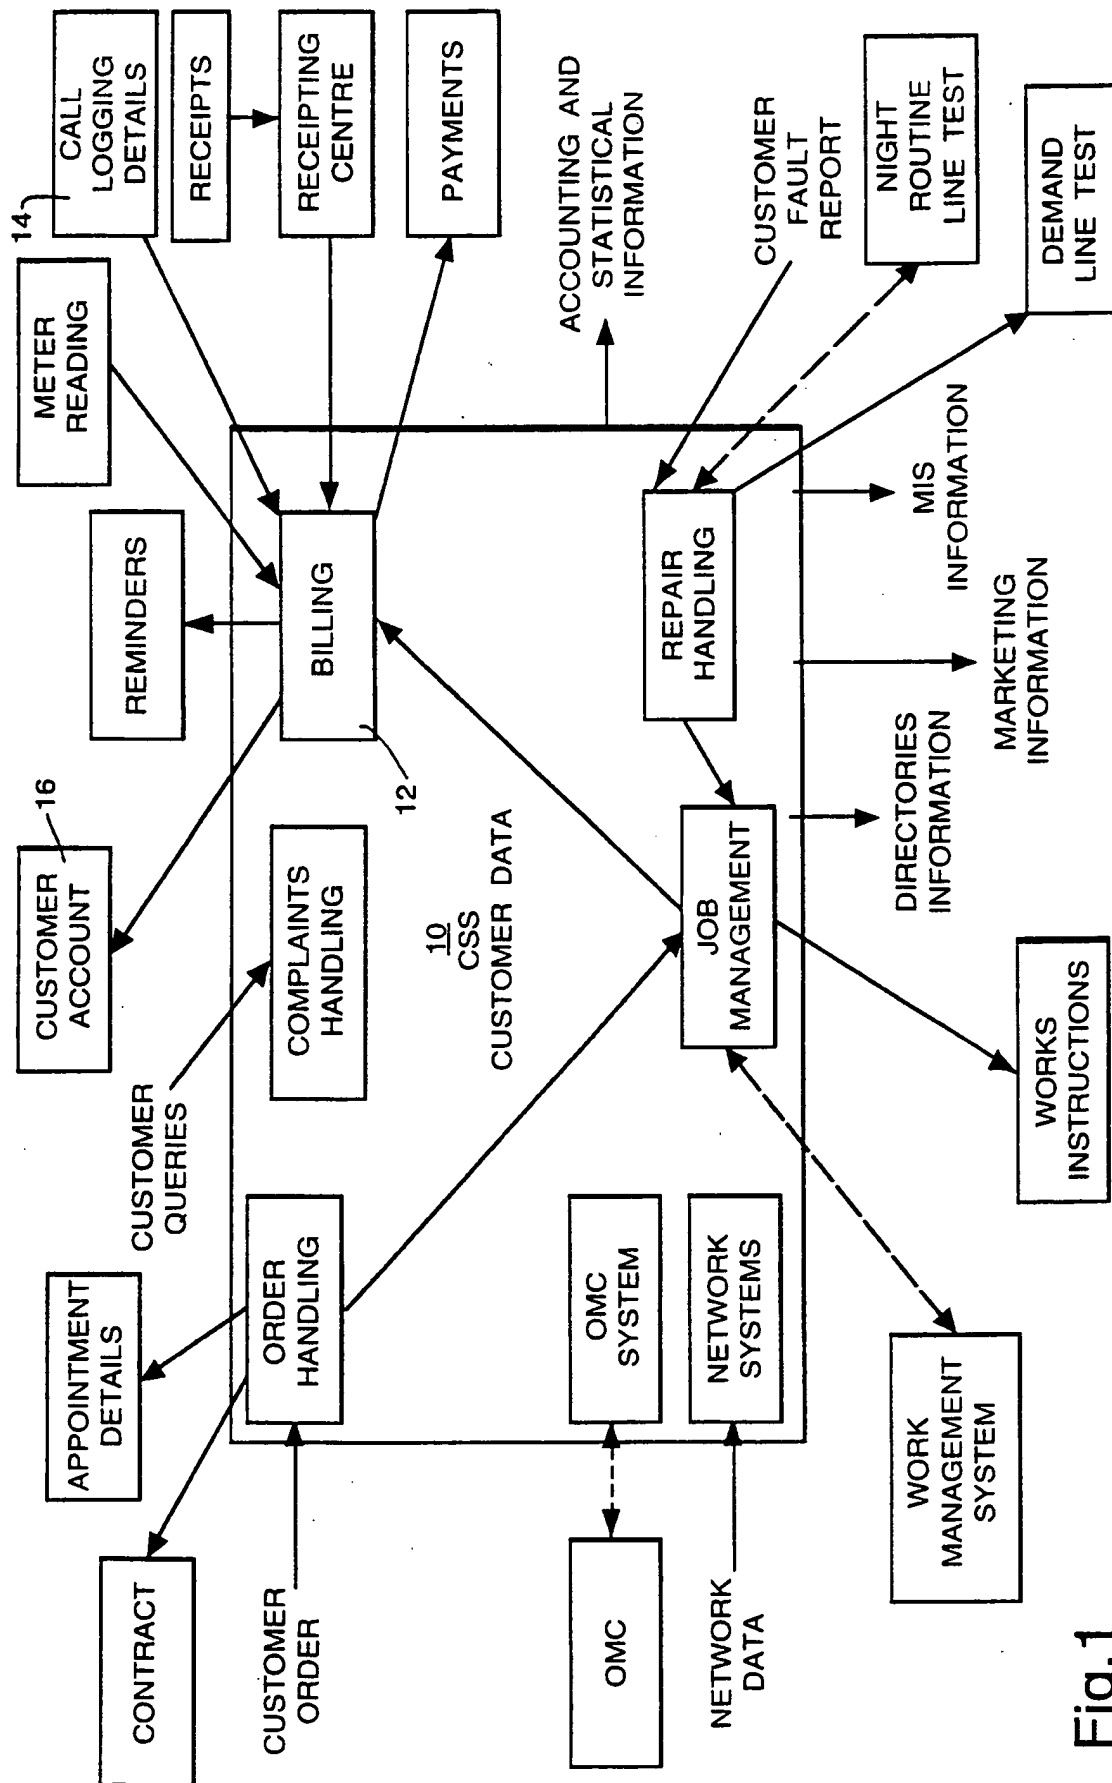 CONTRACT
APPOINTMENT
DETAILS
CUSTOMER
QUERIES
CUSTOMER
ACCOUNT
16
REMINDERS
METER
READING
14
CALL
LOGGING
DETAILS
RECEIPTS
RECEIPTING
CENTRE
PAYMENTS
CUSTOMER
ORDER
ORDER
HANDLING
COMPLAINTS
HANDLING
BILLING
12
10
CSS
CUSTOMER DATA
ACCOUNTING AND
STATISTICAL
INFORMATION
OMC
OMC
SYSTEM
NETWORK
DATA
NETWORK
SYSTEMS
JOB
MANAGEMENT
REPAIR
HANDLING
CUSTOMER
FAULT
REPORT
NIGHT
ROUTINE
LINE TEST
DEMAND
LINE TEST
WORK
MANAGEMENT
SYSTEM
WORKS
INSTRUCTIONS
DIRECTORIES
INFORMATION
MARKETING
INFORMATION
MIS
INFORMATION
Fig.1